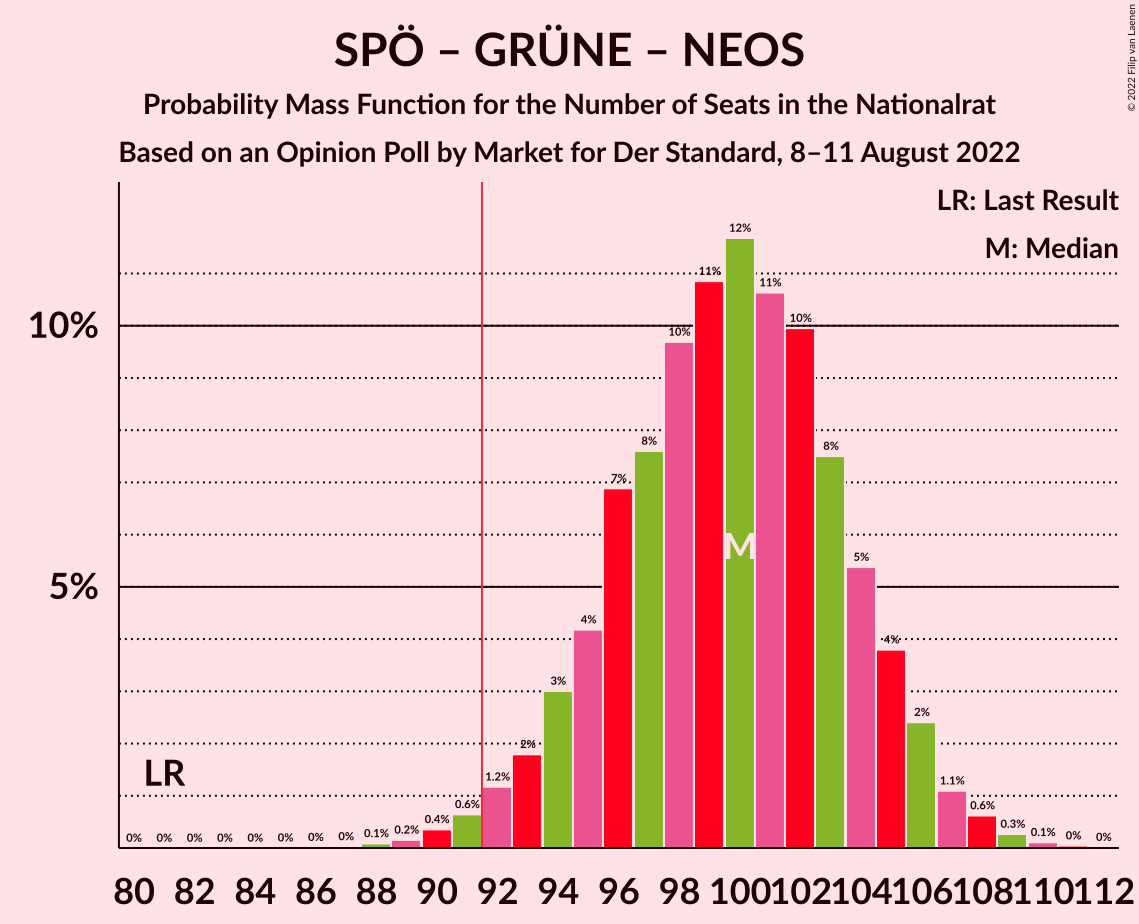 SPÖ – GRÜNE – NEOS
Probability Mass Function for the Number of Seats in the Nationalrat
Based on an Opinion Poll by Market for Der Standard, 8–11 August 2022
© 2022 Filip van Laenen
LR: Last Result
M: Median
10%
5%
LR
M
0% 0% 0% 0% 0% 0% 0% 0% 0.1% 0.2% 0.4% 0.6% 1.2% 2% 3% 4% 7% 8% 10% 11% 12% 11% 10% 8% 5% 4% 2% 1.1% 0.6% 0.3% 0.1% 0% 0%
80 82 84 86 88 90 92 94 96 98 100 102 104 106 108 110 112